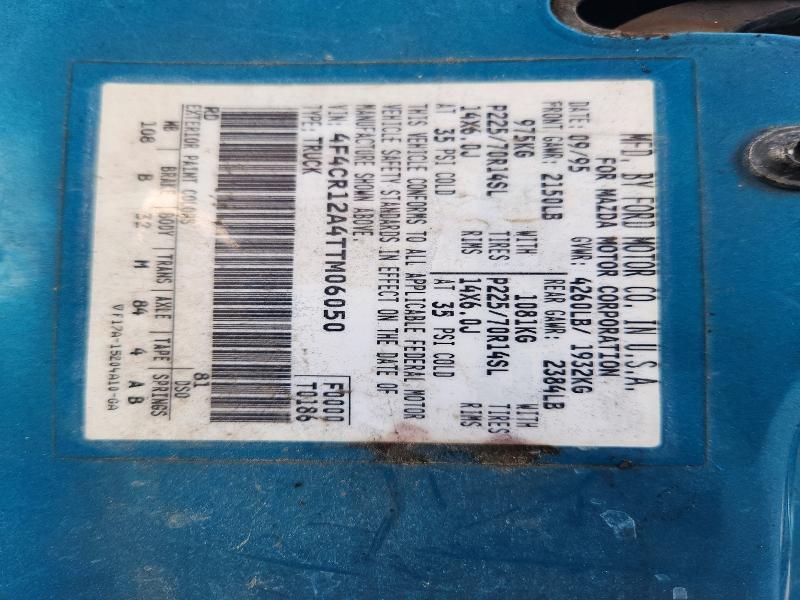 MFD. BY FORD MOTOR CO. IN U.S.A.
FOR MAZDA MOTOR CORPORATION
DATE: 09/95 GVWR: 4260LB/ 1932KG
FRONT GAWR: 2150LB REAR GAWR: 2384LB
975KG WITH 1081KG WITH
P225/70R14SL TIRES P225/70R14SL TIRES
14X6.0J RIMS 14X6.0J RIMS
AT 35 PSI COLD AT 35 PSI COLD
THIS VEHICLE CONFORMS TO ALL APPLICABLE FEDERAL MOTOR
VEHICLE SAFETY STANDARDS IN EFFECT ON THE DATE OF
MANUFACTURE SHOWN ABOVE.
VIN: 4F4CR12A4TTM06050 F0000
TYPE: TRUCK T0186
RD 81
EXTERIOR PAINT COLORS DSO
WB BRAKE BODY TRANS AXLE TAPE SPRINGS
108 B 32 M 84 4 A B
VF12A-15204A10-GA